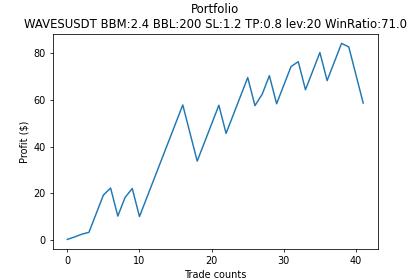 Portfolio
WAVESUSDT BBM:2.4 BBL:200 SL:1.2 TP:0.8 lev:20 WinRatio:71.0
80
60
40
20
0
Profit ($)
0
10
20
30
40
Trade counts